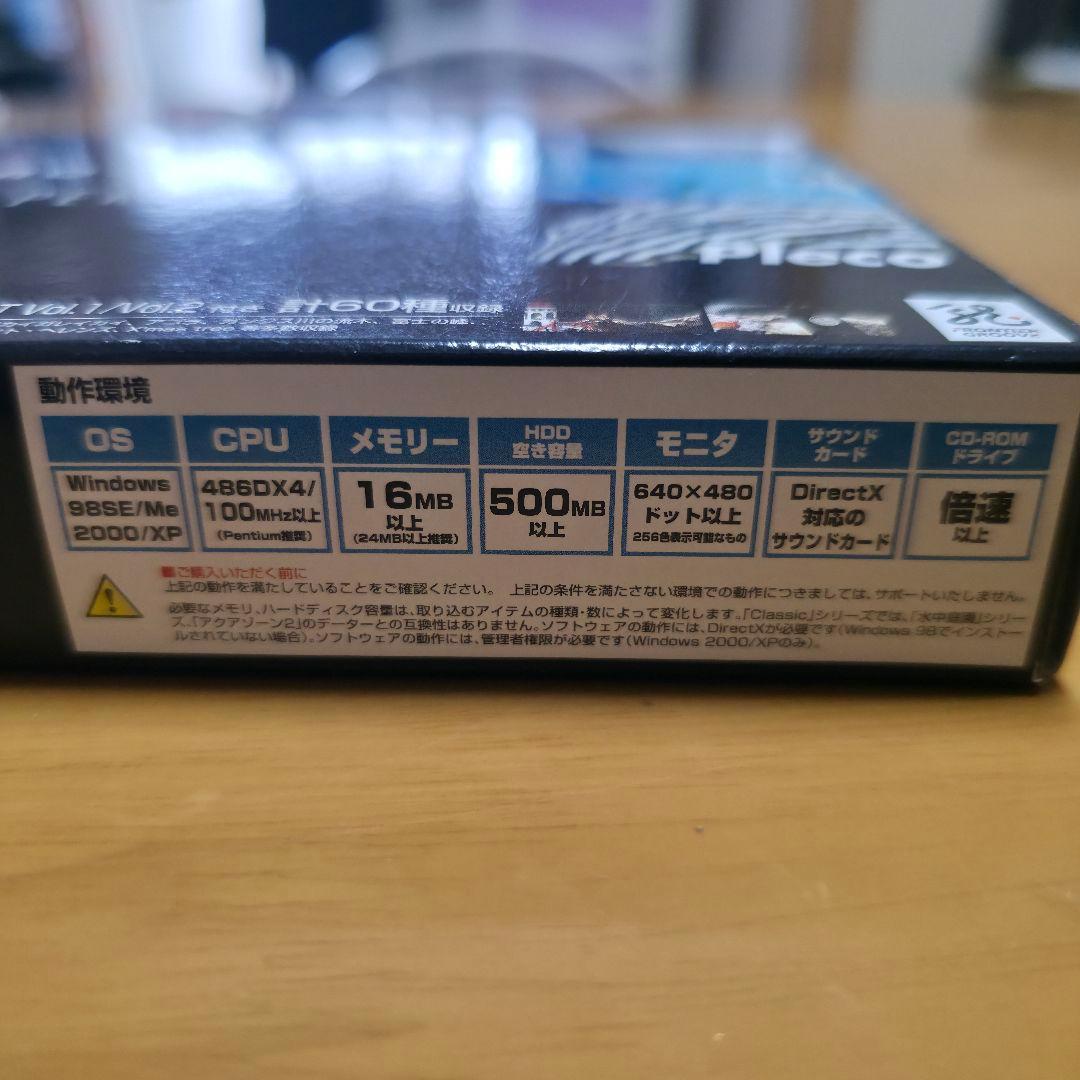 Pleco
Vol.1/Vol.2
計60種収録
動作環境
OS
CPU
メモリー
HDD
空き容量
モニタ
サウンド
カード
CD-ROM
ドライブ
Windows
98SE/Me
2000/XP
486DX4/
100MHz以上
(Pentium推奨)
16MB
以上
(24MB以上推奨)
500MB
以上
640×480
ドット以上
256色表示可能なもの
DirectX
対応の
サウンドカード
倍速
以上
■ご購入いただく前に
上記の動作を満たしていることをご確認ください。 上記の条件を満たさない環境での動作につきましては、サポートいたしません。
必要なメモリ、ハードディスク容量は、取り込むアイテムの種類・数によって変化します。「Classic」シリーズでは、「水中庭園」シリー
ズ、「アクアゾーン2」のデーターとの互換性はありません。ソフトウェアの動作には、DirectXが必要です(Windows 98でインストー
ルされていない場合)。ソフトウェアの動作には、管理者権限が必要です(Windows 2000/XPのみ)。